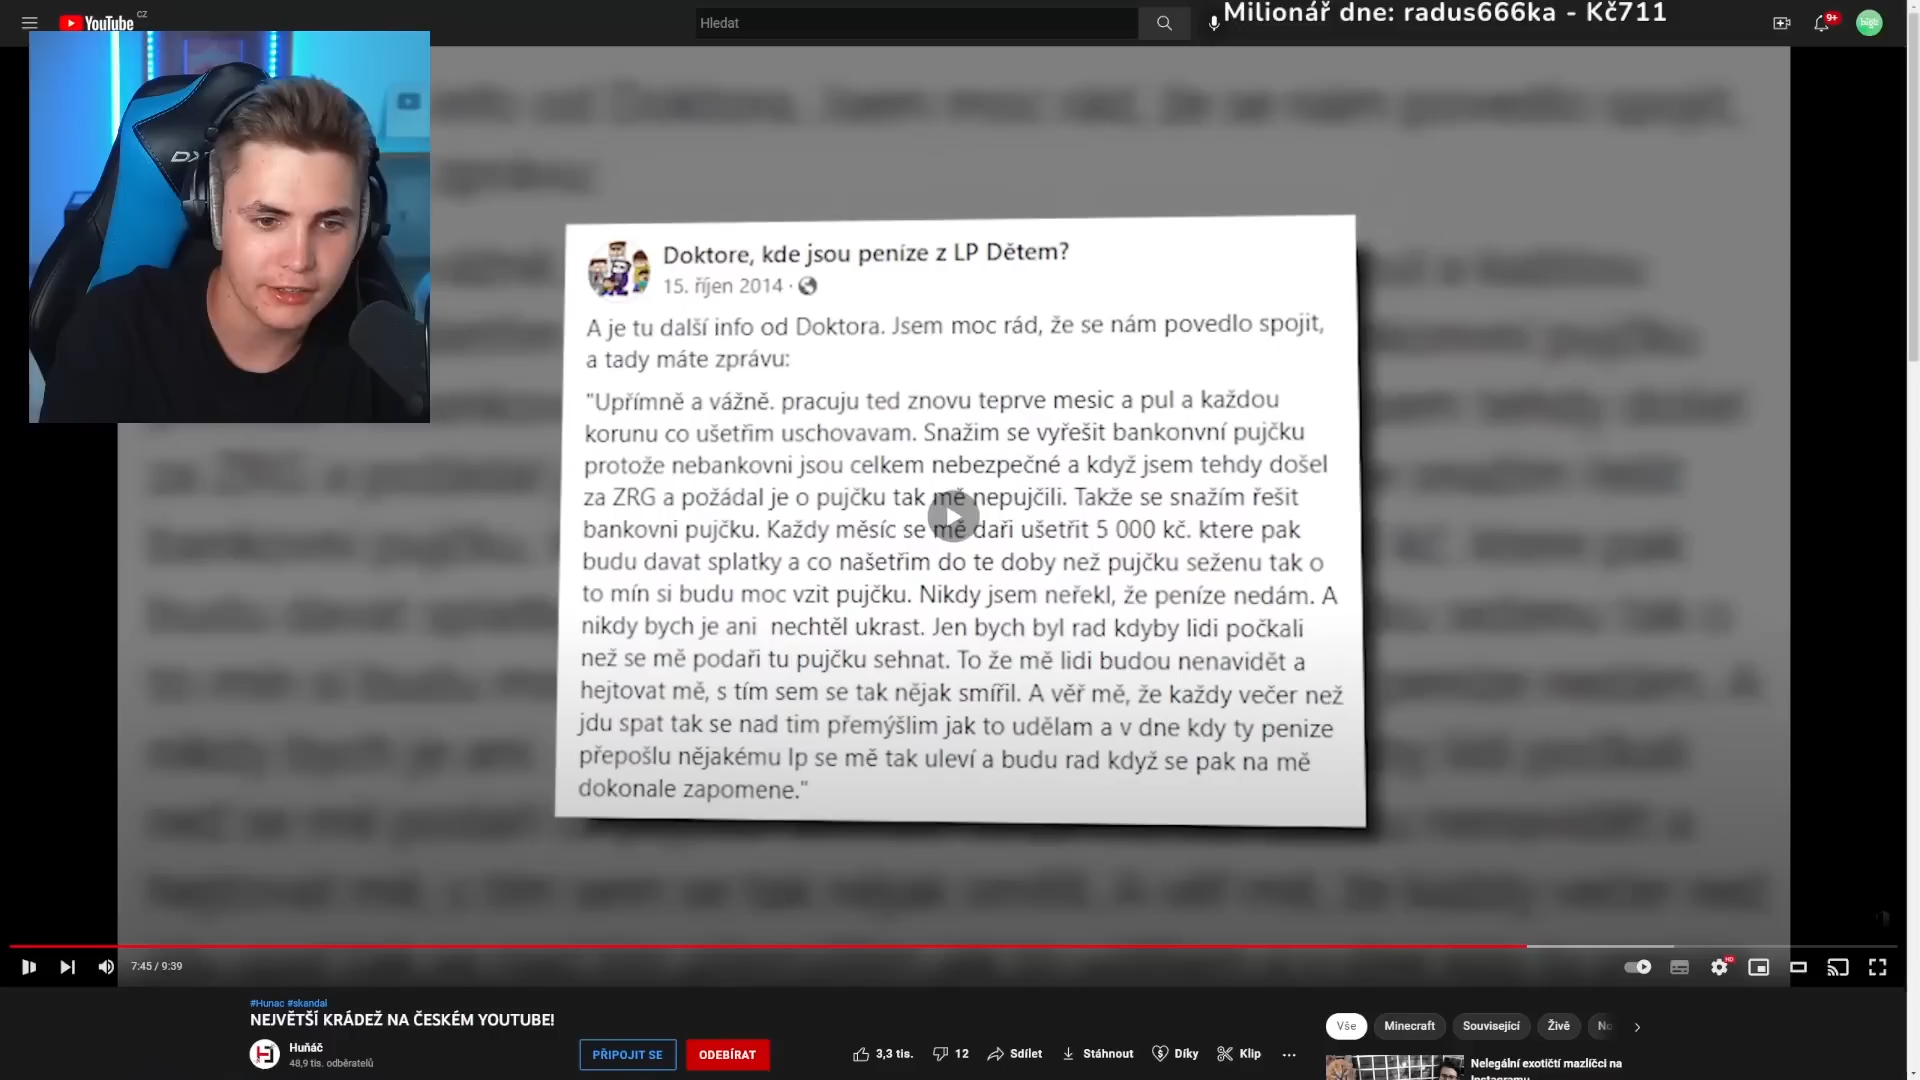 YouTube CZ
Hledat
Milionář dne: radus666ka - Kč711
9+
Doktore, kde jsou peníze z LP Dětem?
15. říjen 2014 ·
A je tu další info od Doktora. Jsem moc rád, že se nám povedlo spojit,
a tady máte zprávu:
"Upřímně a vážně. pracuju ted znovu teprve mesic a pul a každou
korunu co ušetřim uschovavam. Snažim se vyřešit bankonvní pujčku
protože nebankovni jsou celkem nebezpečné a když jsem tehdy došel
za ZRG a požádal je o pujčku tak mě nepujčili. Takže se snažím řešit
bankovni pujčku. Každy měsíc se mě daři ušetřit 5 000 kč. ktere pak
budu davat splatky a co našetřim do te doby než pujčku seženu tak o
to mín si budu moc vzit pujčku. Nikdy jsem neřekl, že peníze nedám. A
nikdy bych je ani nechtěl ukrast. Jen bych byl rad kdyby lidi počkali
než se mě podaři tu pujčku sehnat. To že mě lidi budou nenavidět a
hejtovat mě, s tím sem se tak nějak smířil. A věř mě, že každy večer než
jdu spat tak se nad tim přemýšlim jak to udělam a v dne kdy ty penize
přepošlu nějakému lp se mě tak uleví a budu rad když se pak na mě
dokonale zapomene."
7:45 / 9:39
HD
#Hunac #skandal
NEJVĚTŠÍ KRÁDEŽ NA ČESKÉM YOUTUBE!
Huňáč
48,9 tis. odběratelů
PŘIPOJIT SE
ODEBÍRAT
3,3 tis.
12
Sdílet
Stáhnout
Díky
Klip
Vše
Minecraft
Související
Živě
Nelegální exotičtí mazlíčci na
Instagramu